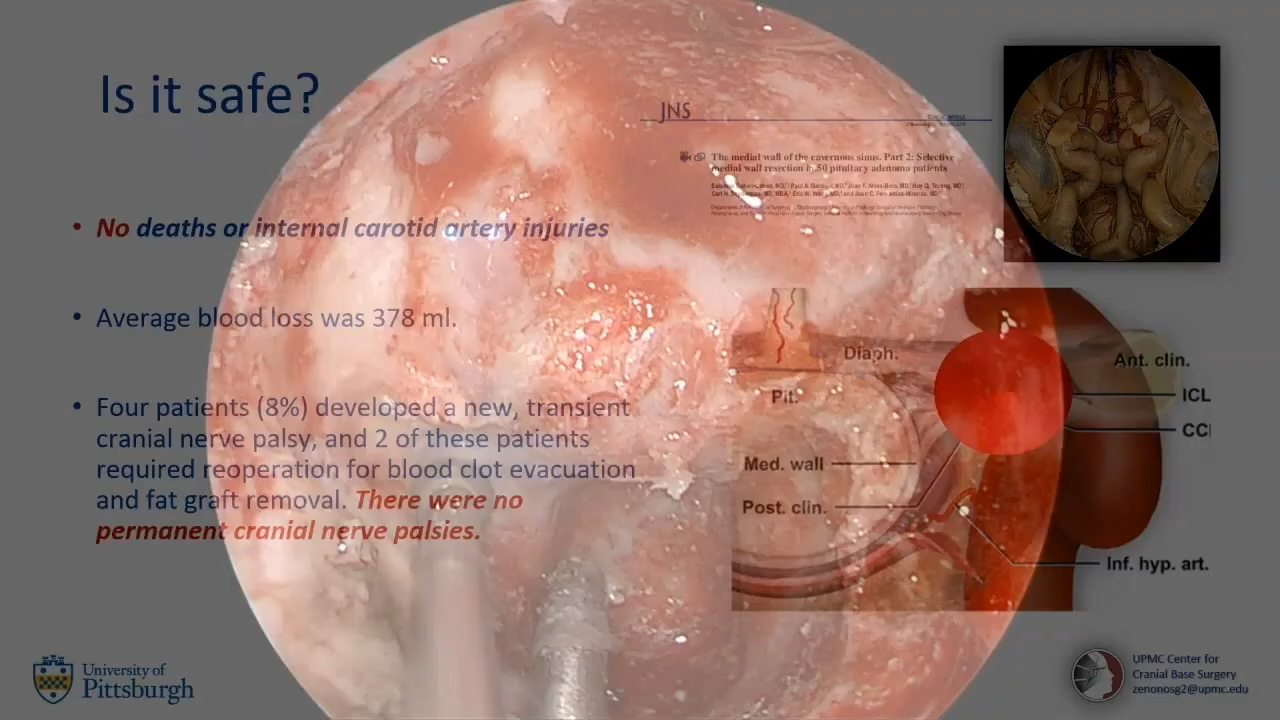 Is it safe?
JNS
The medial wall of the cavernous sinus. Part 2: Selective
medial wall resection in 50 pituitary adenoma patients
• No deaths or internal carotid artery injuries
• Average blood loss was 378 ml.
• Four patients (8%) developed a new, transient
cranial nerve palsy, and 2 of these patients
required reoperation for blood clot evacuation
and fat graft removal. There were no
permanent cranial nerve palsies.
Diaph.
Ant. clin.
Pit.
ICL
Med. wall
Post. clin.
Inf. hyp. art.
University of
Pittsburgh
UPMC Center for
Cranial Base Surgery
zenonosg2@upmc.edu